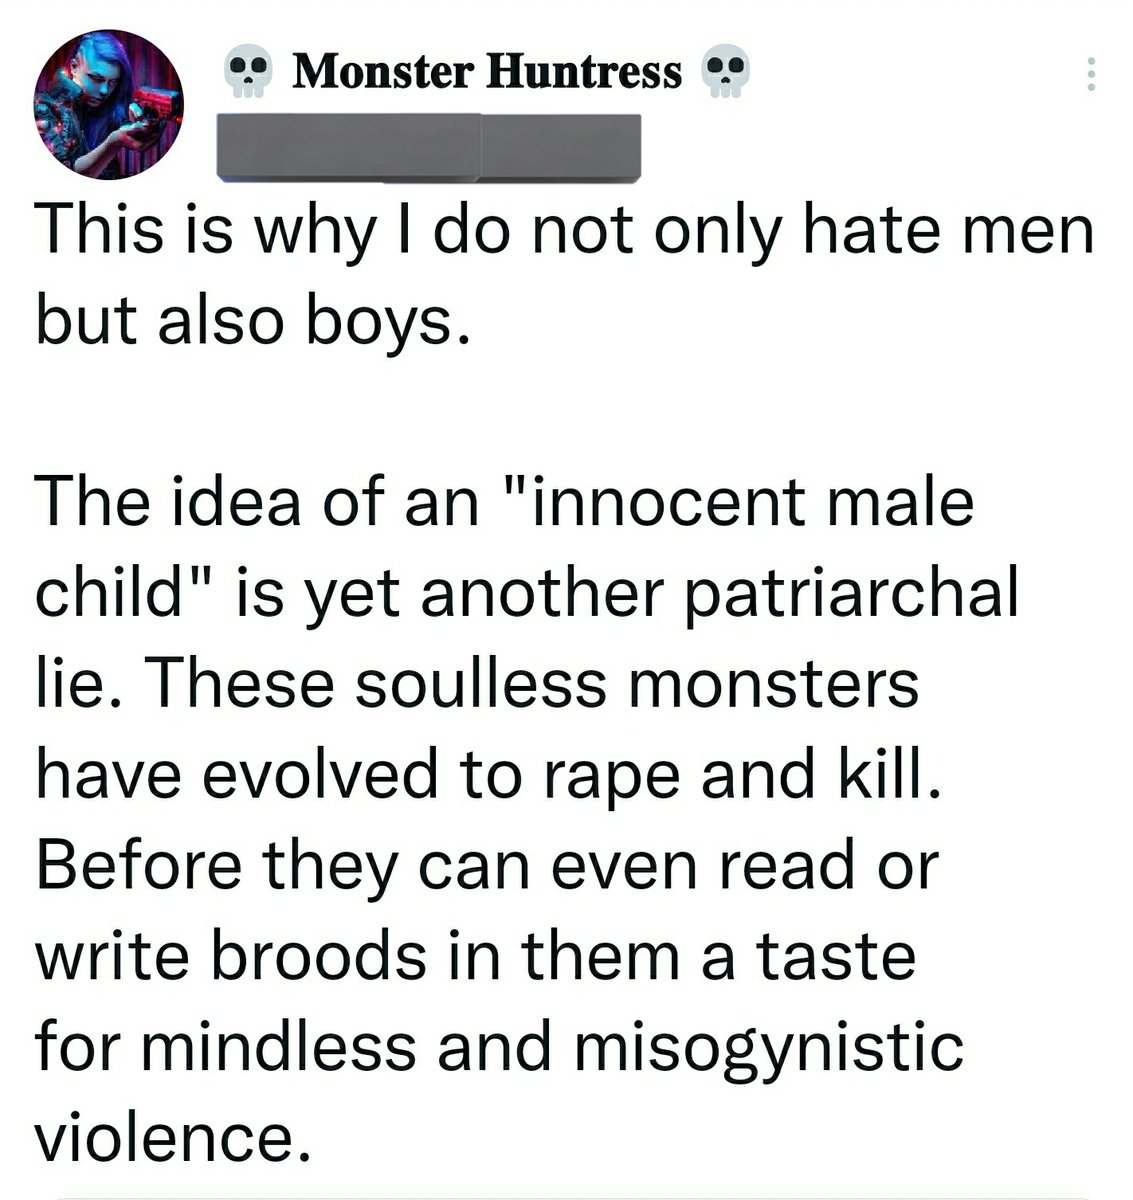 💀 Monster Huntress 💀
This is why I do not only hate men
but also boys.
The idea of an "innocent male
child" is yet another patriarchal
lie. These soulless monsters
have evolved to rape and kill.
Before they can even read or
write broods in them a taste
for mindless and misogynistic
violence.